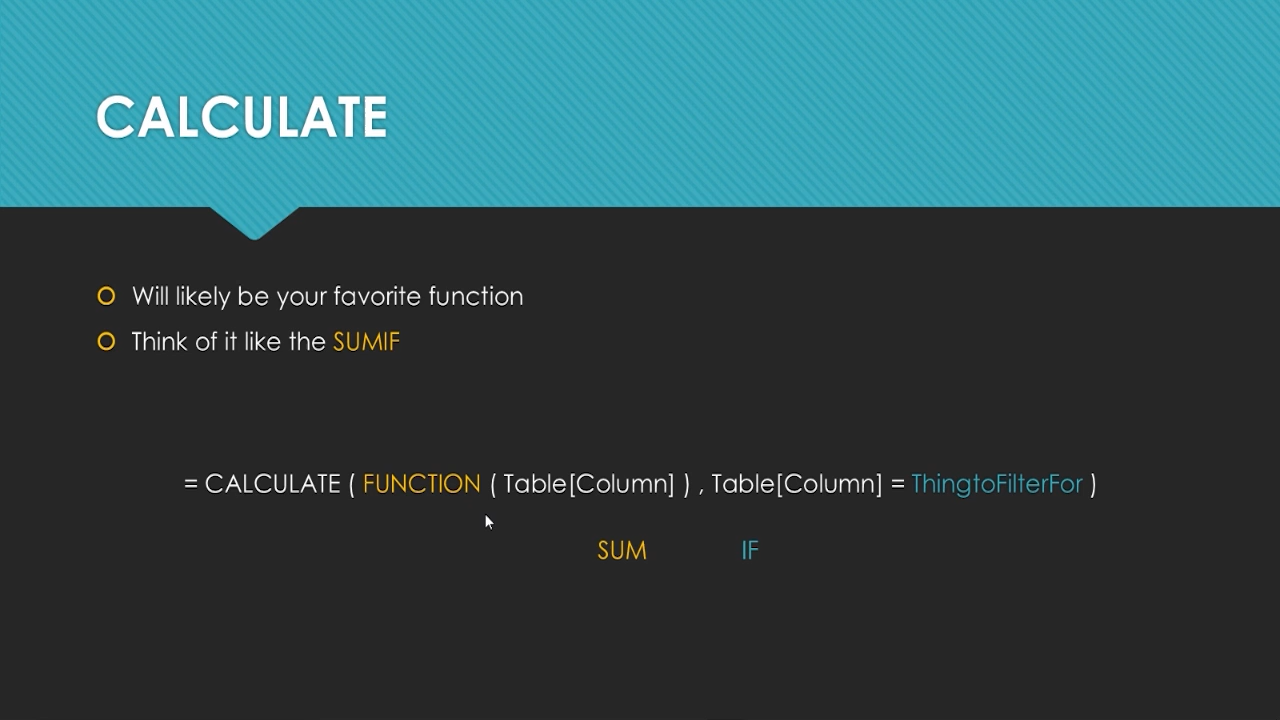 CALCULATE
Will likely be your favorite function
Think of it like the SUMIF
= CALCULATE ( FUNCTION ( Table[Column] ) , Table[Column] = ThingtoFilterFor )
SUM IF